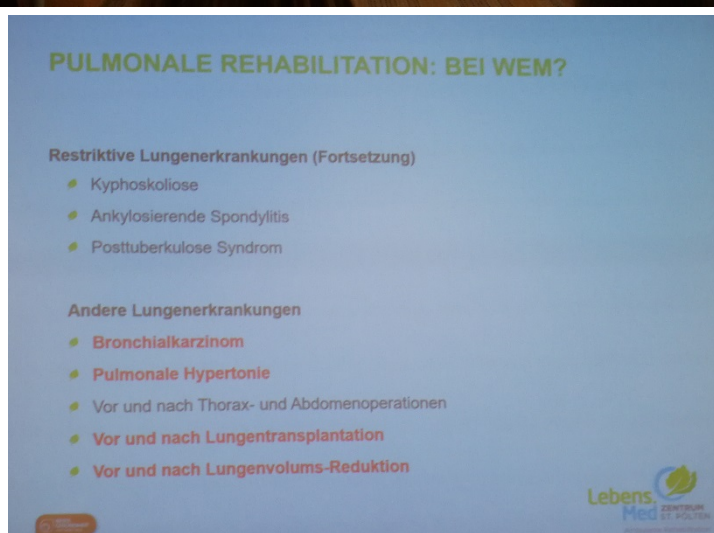 PULMONALE REHABILITATION: BEI WEM?
Restriktive Lungenerkrankungen (Fortsetzung)
Kyphoskoliose
Ankylosierende Spondylitis
Posttuberkulose Syndrom
Andere Lungenerkrankungen
Bronchialkarzinom
Pulmonale Hypertonie
Vor und nach Thorax- und Abdomenoperationen
Vor und nach Lungentransplantation
Vor und nach Lungenvolums-Reduktion
Lebens.
Med ZENTRUM
ST. PÖLTEN